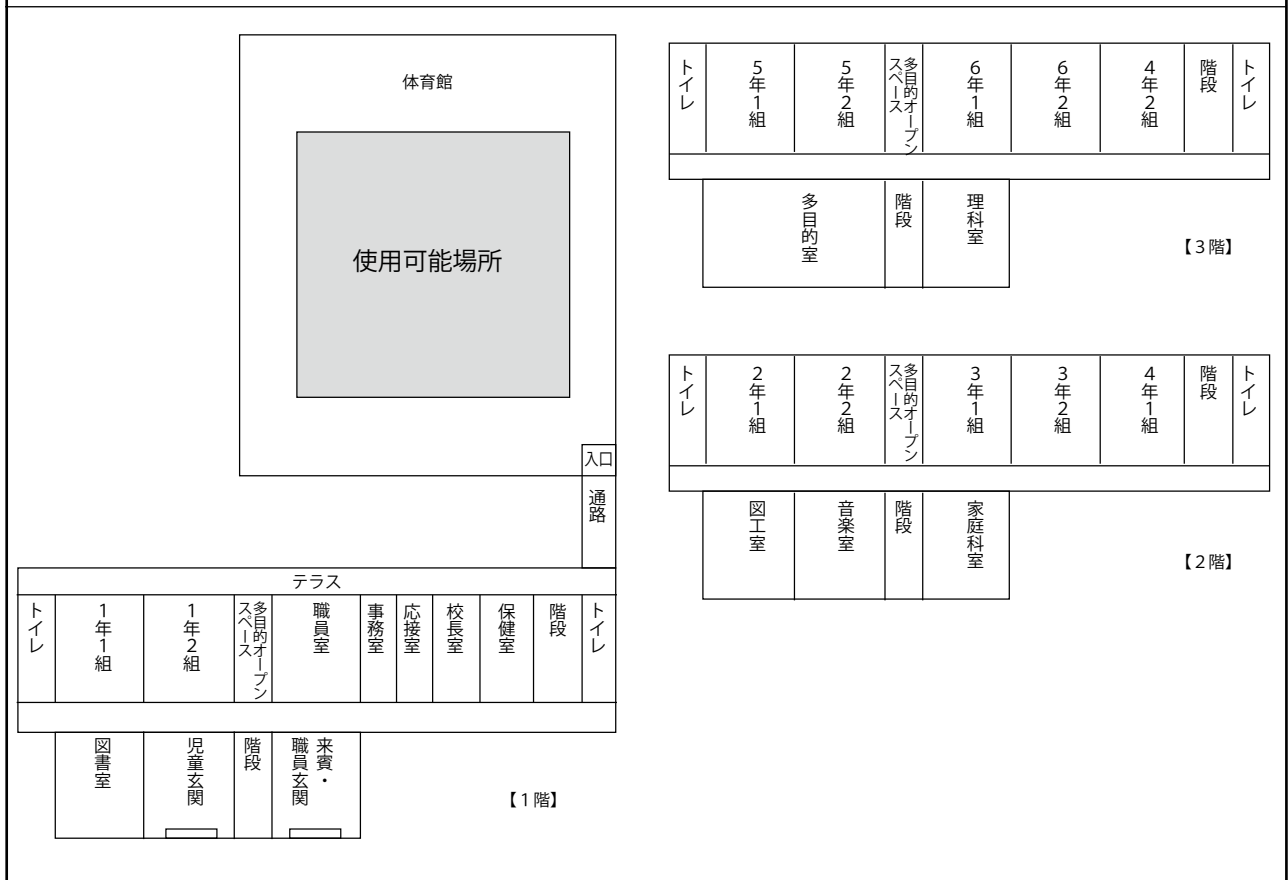 体育館
使用可能場所
入口
通路
テラス
トイレ
1年1組
1年2組
多目的オープン
スペース
職員室
事務室
応接室
校長室
保健室
階段
トイレ
図書室
児童玄関
階段
来賓・
職員玄関
【1階】
トイレ
5年1組
5年2組
多目的オープン
スペース
6年1組
6年2組
4年2組
階段
トイレ
多目的室
階段
理科室
【3階】
トイレ
2年1組
2年2組
多目的オープン
スペース
3年1組
3年2組
4年1組
階段
トイレ
図工室
音楽室
階段
家庭科室
【2階】